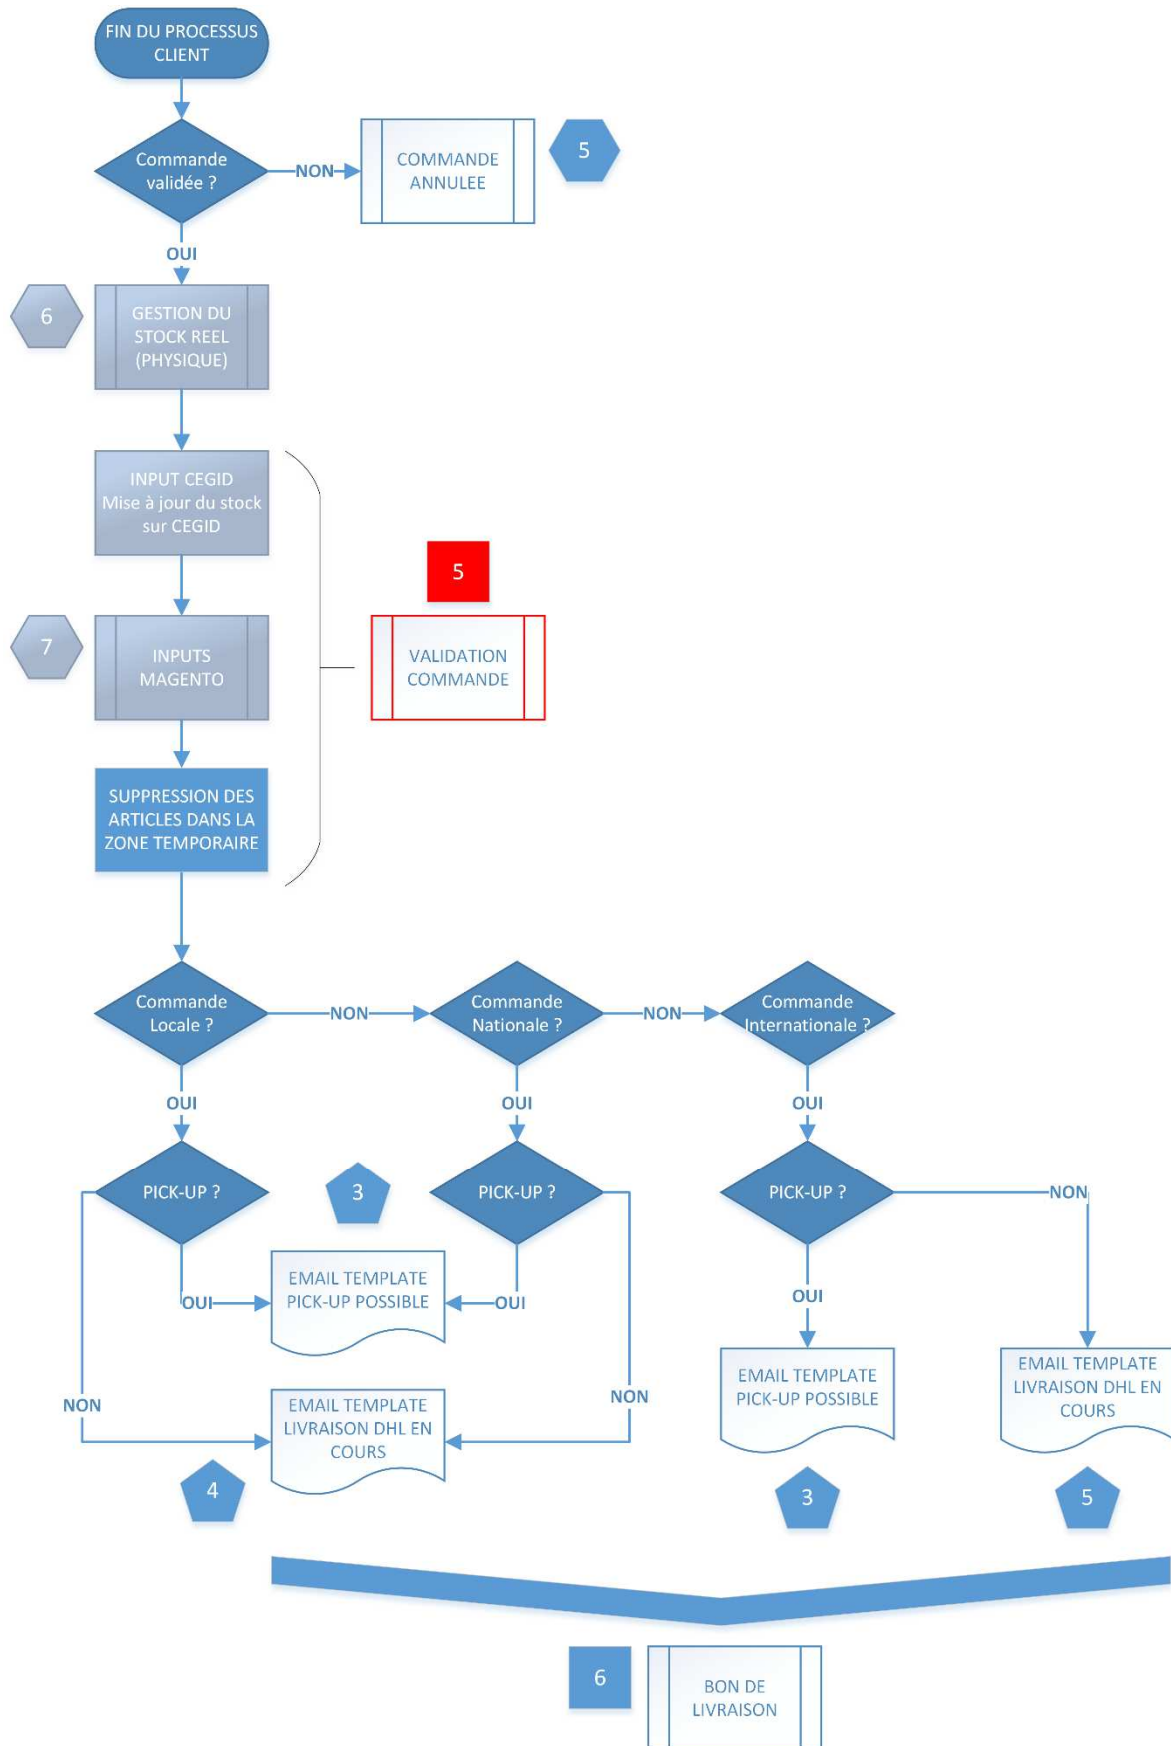 FIN DU PROCESSUS
CLIENT
Commande
validée ?
NON
COMMANDE
ANNULEE
5
OUI
6
GESTION DU
STOCK REEL
(PHYSIQUE)
INPUT CEGID
Mise à jour du stock
sur CEGID
5
7
INPUTS
MAGENTO
VALIDATION
COMMANDE
SUPPRESSION DES
ARTICLES DANS LA
ZONE TEMPORAIRE
Commande
Locale ?
NON
Commande
Nationale ?
NON
Commande
Internationale ?
OUI
OUI
OUI
PICK-UP ?
3
PICK-UP ?
PICK-UP ?
NON
EMAIL TEMPLATE
PICK-UP POSSIBLE
OUI
OUI
OUI
EMAIL TEMPLATE
PICK-UP POSSIBLE
EMAIL TEMPLATE
LIVRAISON DHL EN
COURS
NON
EMAIL TEMPLATE
LIVRAISON DHL EN
COURS
NON
4
3
5
6
BON DE
LIVRAISON